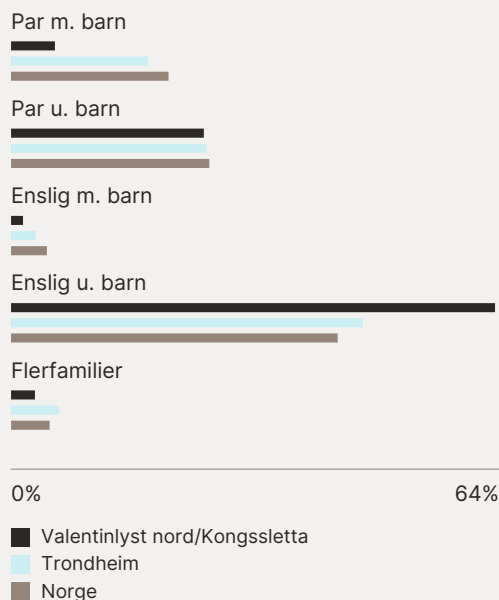 Par m. barn
Par u. barn
Enslig m. barn
Enslig u. barn
Flerfamilier
0% 64%
Valentinlyst nord/Kongssletta
Trondheim
Norge